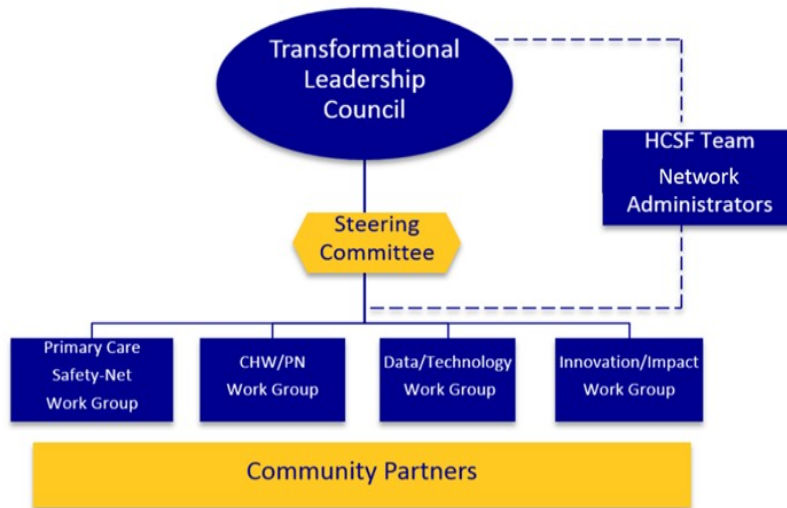 Transformational
Leadership
Council
HCSF Team
Network
Administrators
Steering
Committee
Primary Care
Safety-Net
Work Group
CHW/PN
Work Group
Data/Technology
Work Group
Innovation/Impact
Work Group
Community Partners